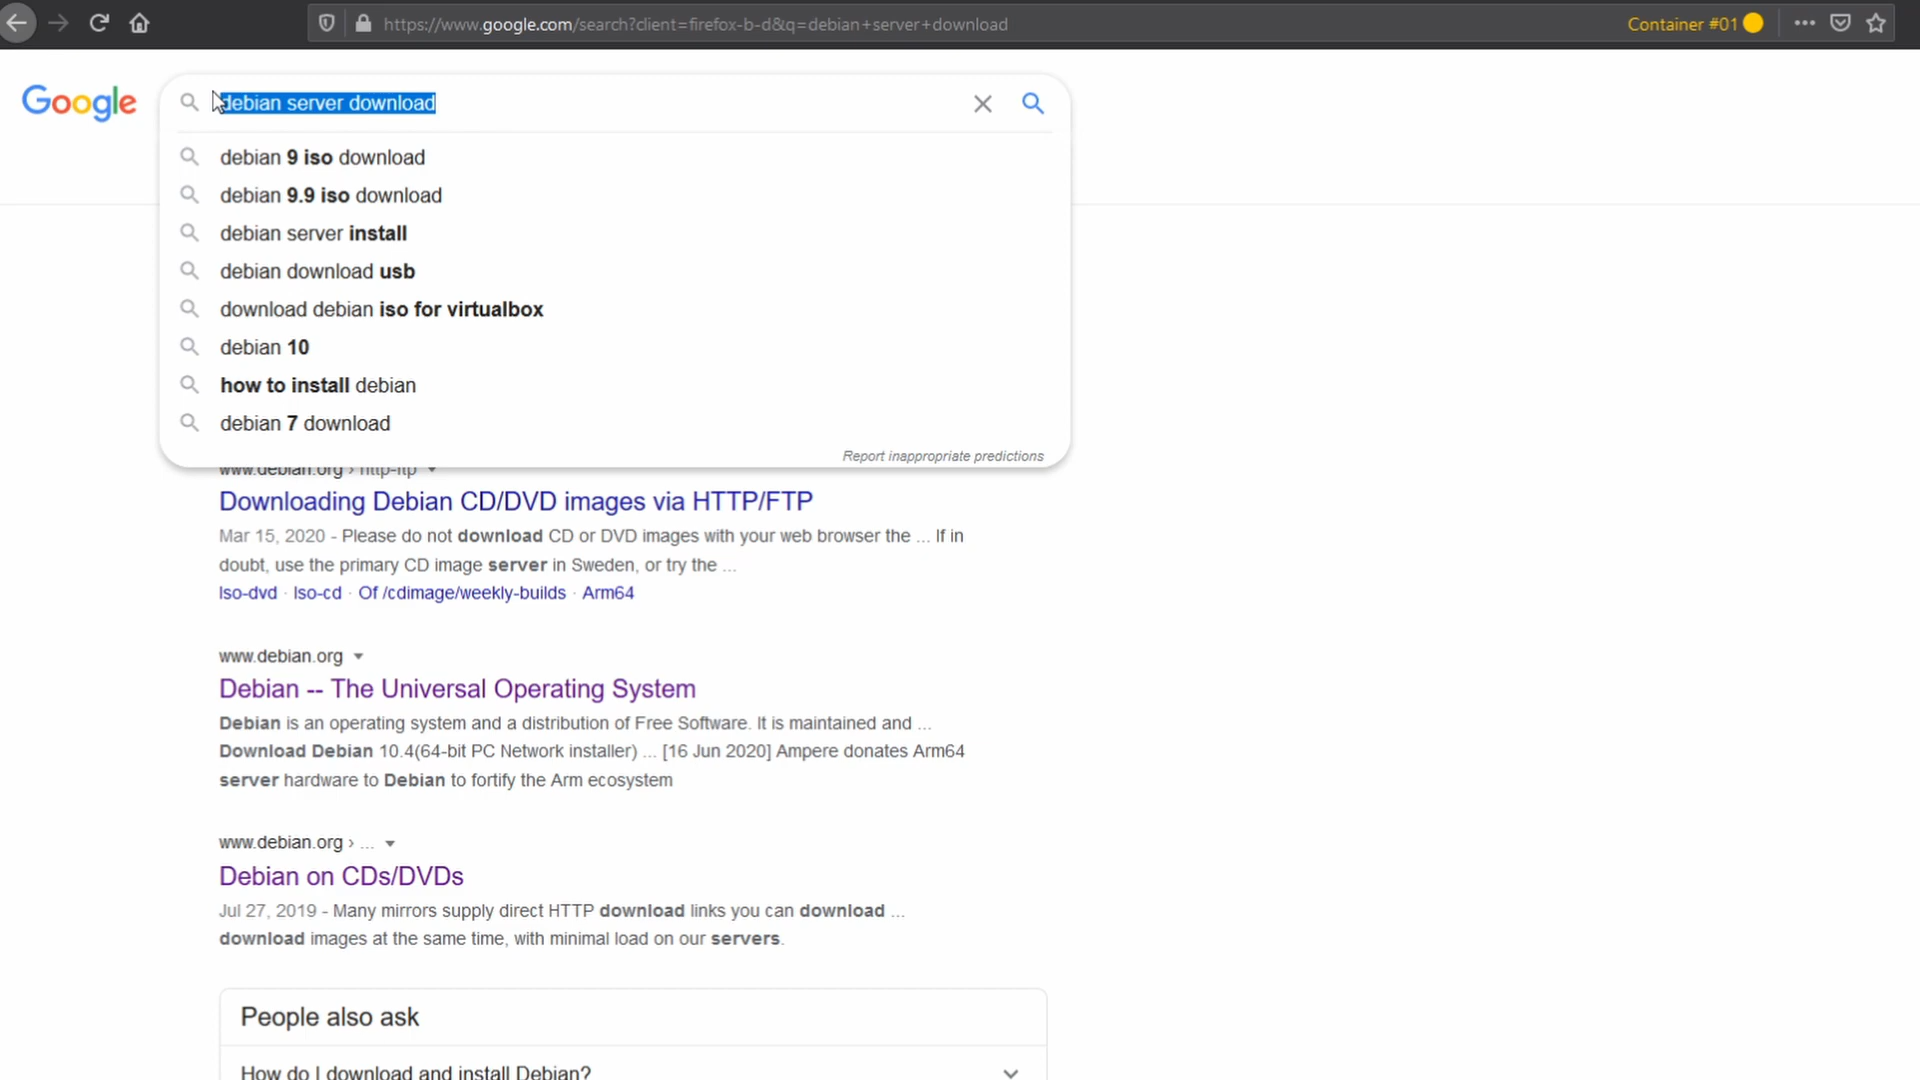 https://www.google.com/search?client=firefox-b-d&q=debian+server+download
Container #01
Google
debian server download
debian 9 iso download
debian 9.9 iso download
debian server install
debian download usb
download debian iso for virtualbox
debian 10
how to install debian
debian 7 download
Report inappropriate predictions
www.debian.org › http-ftp
Downloading Debian CD/DVD images via HTTP/FTP
Mar 15, 2020 - Please do not download CD or DVD images with your web browser the ... If in
doubt, use the primary CD image server in Sweden, or try the ...
Iso-dvd · Iso-cd · Of /cdimage/weekly-builds · Arm64
www.debian.org
Debian -- The Universal Operating System
Debian is an operating system and a distribution of Free Software. It is maintained and ...
Download Debian 10.4(64-bit PC Network installer) ... [16 Jun 2020] Ampere donates Arm64
server hardware to Debian to fortify the Arm ecosystem
www.debian.org › ...
Debian on CDs/DVDs
Jul 27, 2019 - Many mirrors supply direct HTTP download links you can download ...
download images at the same time, with minimal load on our servers.
People also ask
How do I download and install Debian?